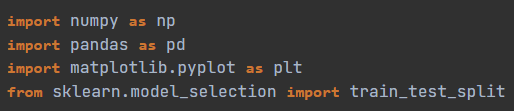 import numpy as np
import pandas as pd
import matplotlib.pyplot as plt
from sklearn.model_selection import train_test_split